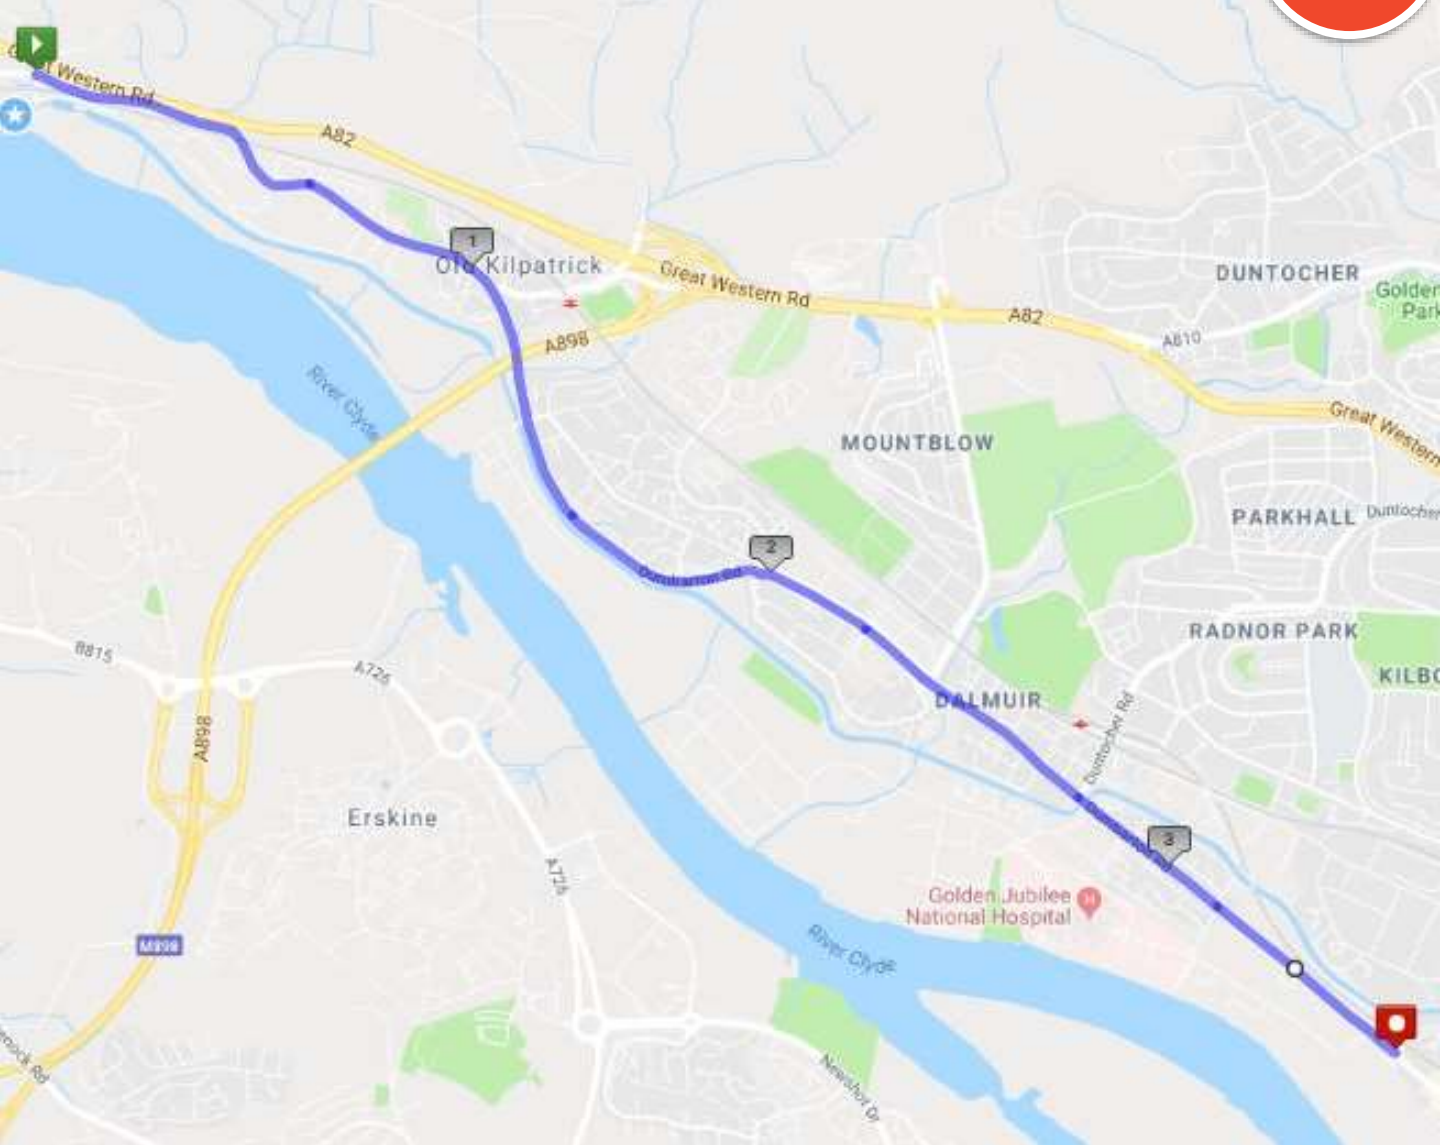 Western Rd
A82
1
Old Kilpatrick
Great Western Rd
A82
DUNTOCHER
Golden
Park
A810
A898
River Clyde
Great Western
MOUNTBLOW
PARKHALL
Duntocher
2
Dumbarton Rd
RADNOR PARK
B815
A726
KILBO
DALMUIR
A898
Duntocher Rd
Erskine
3
A726
Golden Jubilee
National Hospital
H
M898
River Clyde
Newshot Dr
Rd